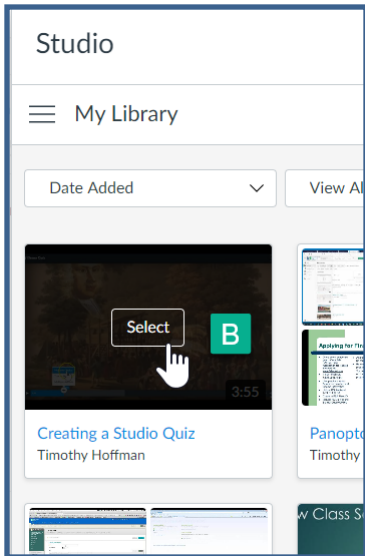 Studio
My Library
Date Added
View Al
Select
B
3:55
Applying for Fin
Creating a Studio Quiz
Timothy Hoffman
Panopto
Timothy
w Class S